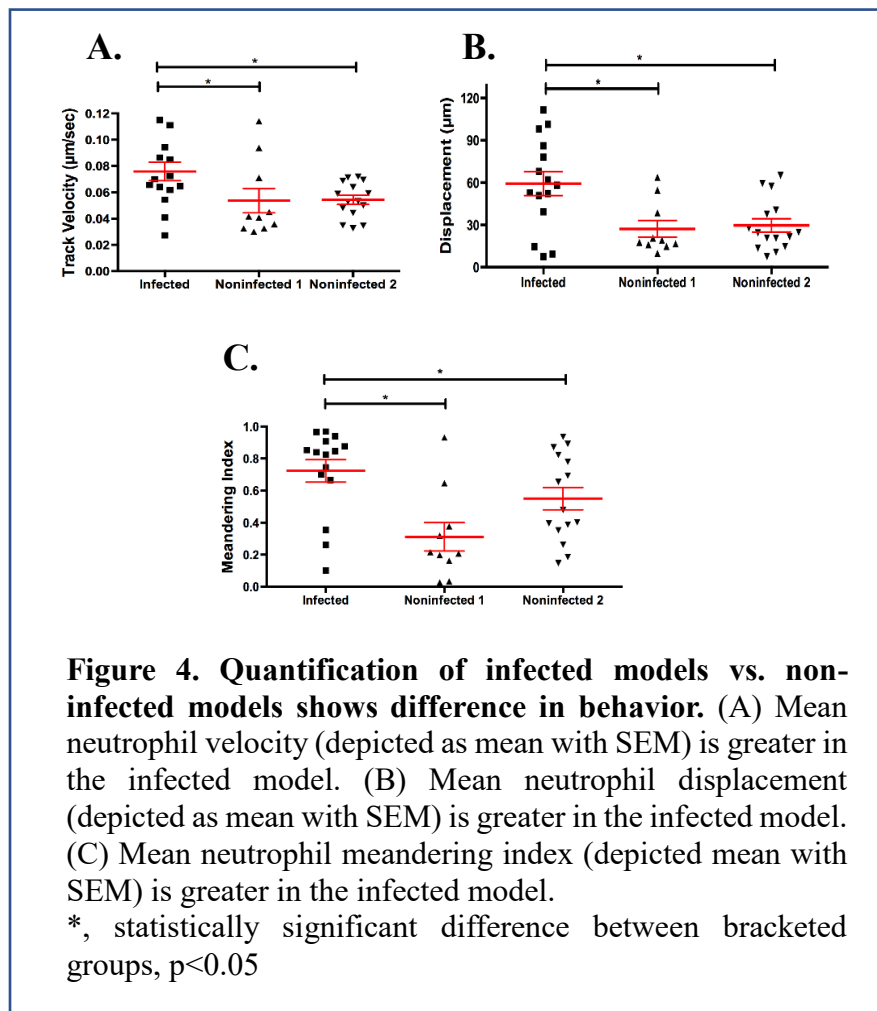 A.
*
*
Track Velocity (µm/sec)
0.12
0.10
0.08
0.06
0.04
0.02
0.00
Infected
Noninfected 1
Noninfected 2
B.
*
*
Displacement (µm)
120
90
60
30
0
Infected
Noninfected 1
Noninfected 2
C.
*
*
Meandering Index
1.0
0.8
0.6
0.4
0.2
0.0
Infected
Noninfected 1
Noninfected 2
Figure 4. Quantification of infected models vs. non-
infected models shows difference in behavior. (A) Mean
neutrophil velocity (depicted as mean with SEM) is greater in
the infected model. (B) Mean neutrophil displacement
(depicted as mean with SEM) is greater in the infected model.
(C) Mean neutrophil meandering index (depicted mean with
SEM) is greater in the infected model.
*, statistically significant difference between bracketed
groups, p<0.05